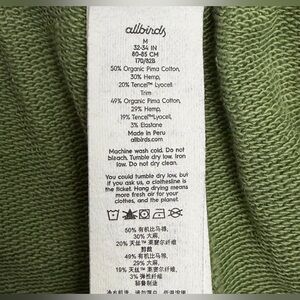 allbirds
M
32-34 IN
80-85 CM
170/82B
50% Organic Pima Cotton,
30% Hemp,
20% Tencel™ Lyocell
Trim
49% Organic Pima Cotton,
29% Hemp,
19% Tencel™Lyocell,
3% Elastane
Made in Peru
allbirds.com
Machine wash cold. Do not
bleach. Tumble dry low. Iron
low. Do not dry clean.
You could tumble dry low, but
if you ask us, a clothesline is
the ticket. Hang drying means
more fresh air for your
clothes, and the planet.
50% 有机比马棉,
30% 大麻,
20% 天丝™ 莱赛尔纤维
49% 有机比马棉,
29% 大麻,
19% 天丝™ 莱赛尔纤维
3% 弹性纤维
秘鲁制造